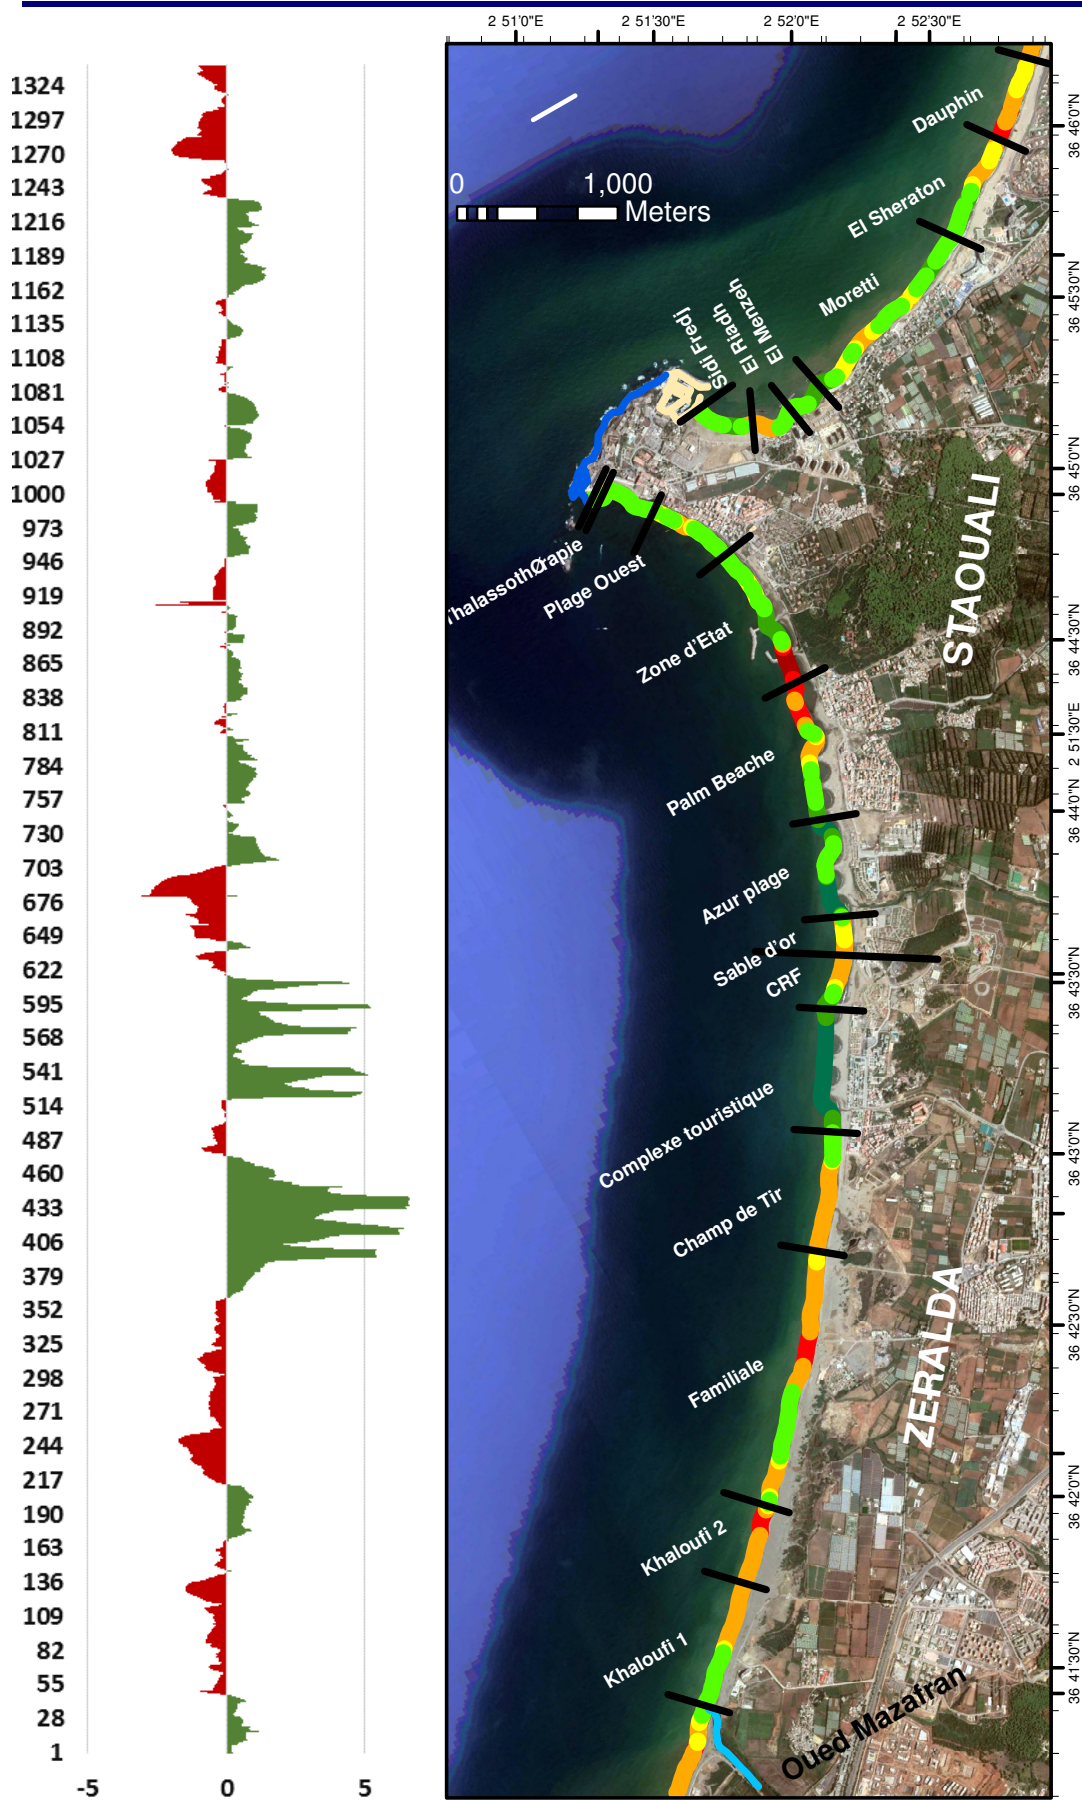 2 51'0"E
2 51'30"E
2 52'0"E
2 52'30"E
1324
1297
1270
1243
1216
1189
1162
1135
1108
1081
1054
1027
1000
973
946
919
892
865
838
811
784
757
730
703
676
649
622
595
568
541
514
487
460
433
406
379
352
325
298
271
244
217
190
163
136
109
82
55
28
1
-5
0
5
0
1,000
Meters
Dauphin
El Sheraton
Moretti
Sidi Fredj
El Riadh
El Menzeh
ThalassothØrapie
Plage Ouest
Zone d'Etat
Palm Beache
Azur plage
Sable d'or
CRF
Complexe touristique
Champ de Tir
Familiale
Khaloufi 2
Khaloufi 1
STAOUALI
ZERALDA
Oued Mazafran
36 46'0"N
36 45'30"N
36 45'0"N
36 44'30"N
2 51'30"E
36 44'0"N
36 43'30"N
36 43'0"N
36 42'30"N
36 42'0"N
36 41'30"N